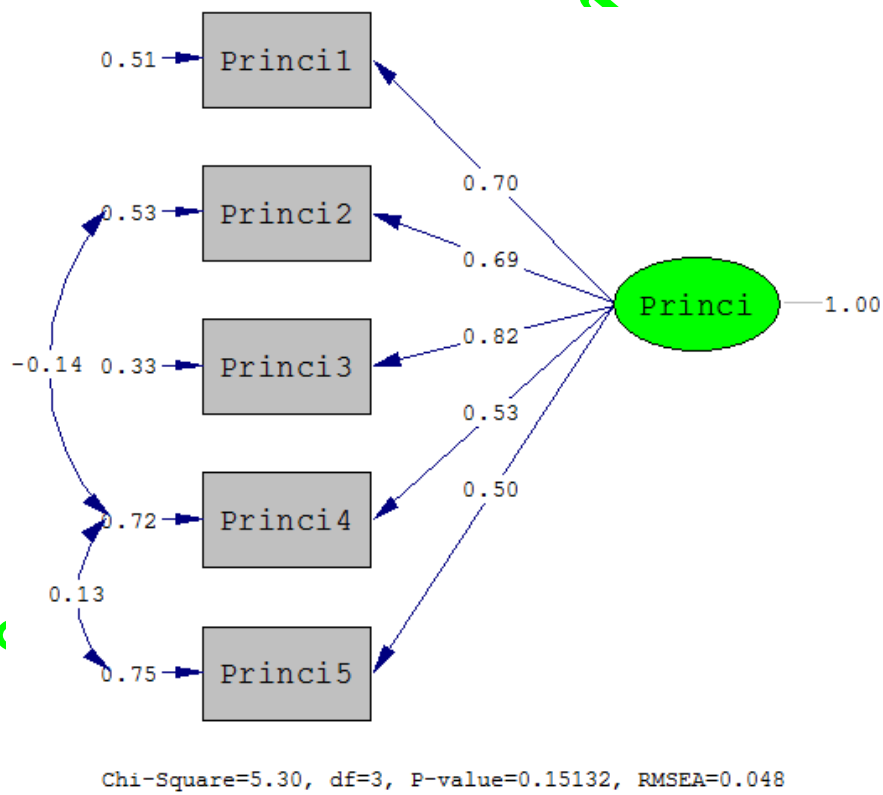 0.51 Princi1
0.70
0.53 Princi2
0.69
Princi 1.00
-0.14 0.33 Princi3
0.82
0.53
0.72 Princi4
0.50
0.13
0.75 Princi5
Chi-Square=5.30, df=3, P-value=0.15132, RMSEA=0.048